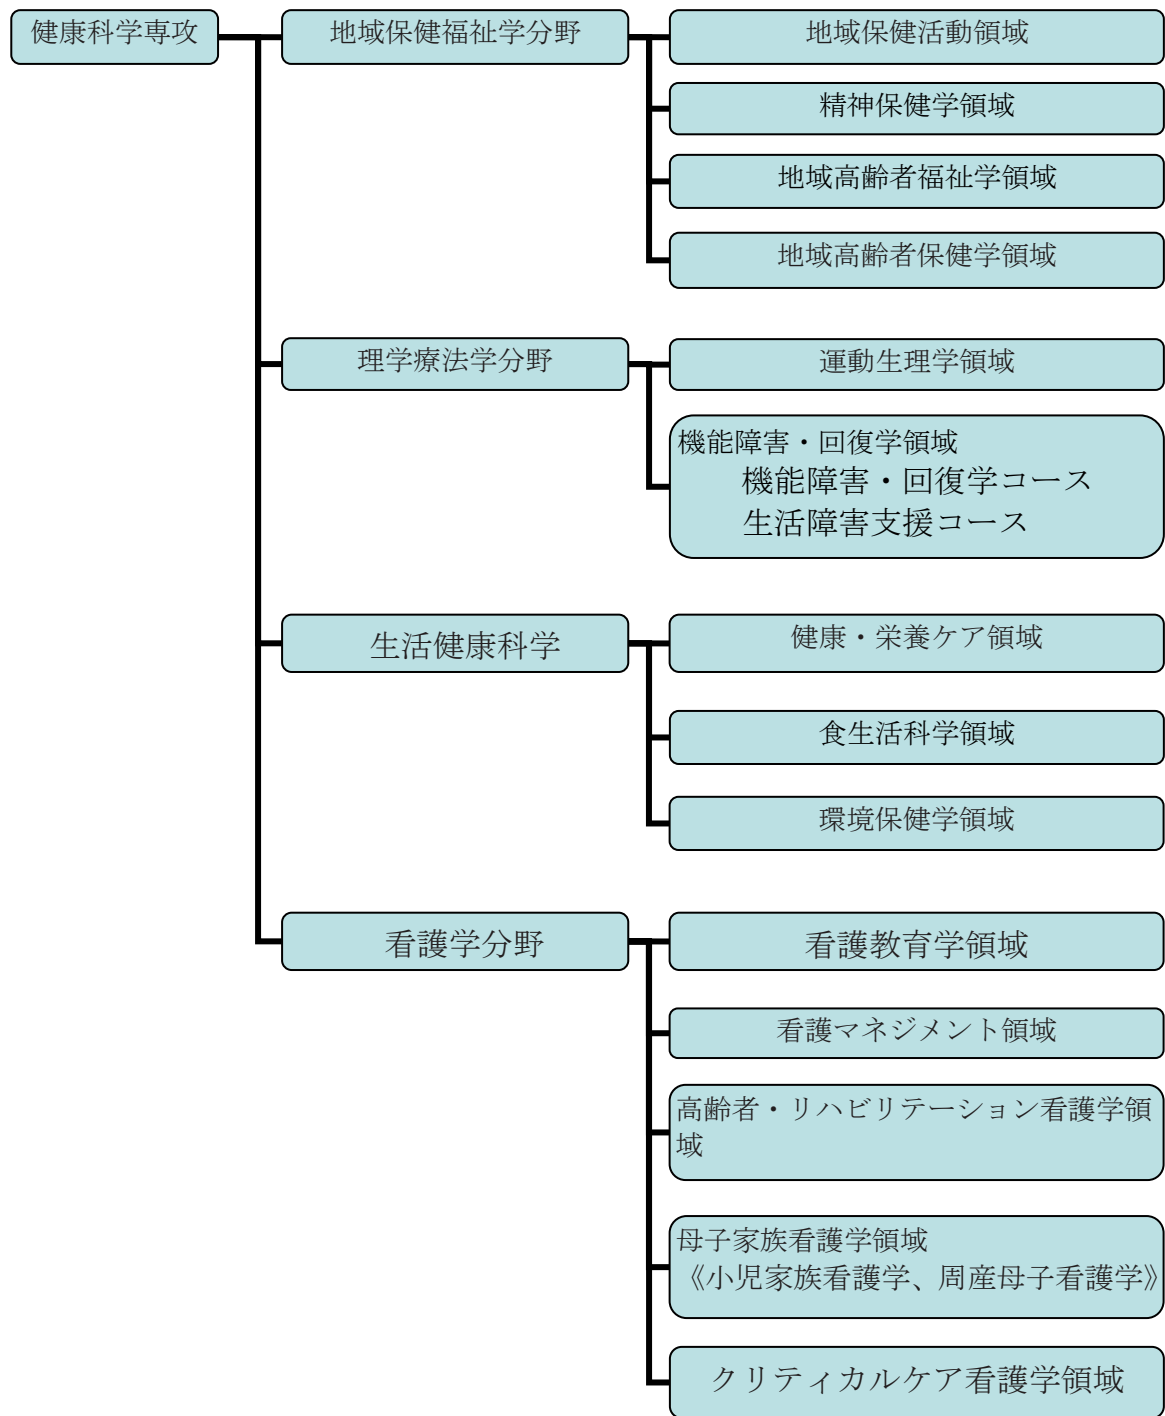 健康科学専攻
地域保健福祉学分野
地域保健活動領域
精神保健学領域
地域高齢者福祉学領域
地域高齢者保健学領域
理学療法学分野
運動生理学領域
機能障害・回復学領域
機能障害・回復学コース
生活障害支援コース
生活健康科学
健康・栄養ケア領域
食生活科学領域
環境保健学領域
看護学分野
看護教育学領域
看護マネジメント領域
高齢者・リハビリテーション看護学領
域
母子家族看護学領域
《小児家族看護学、周産母子看護学》
クリティカルケア看護学領域